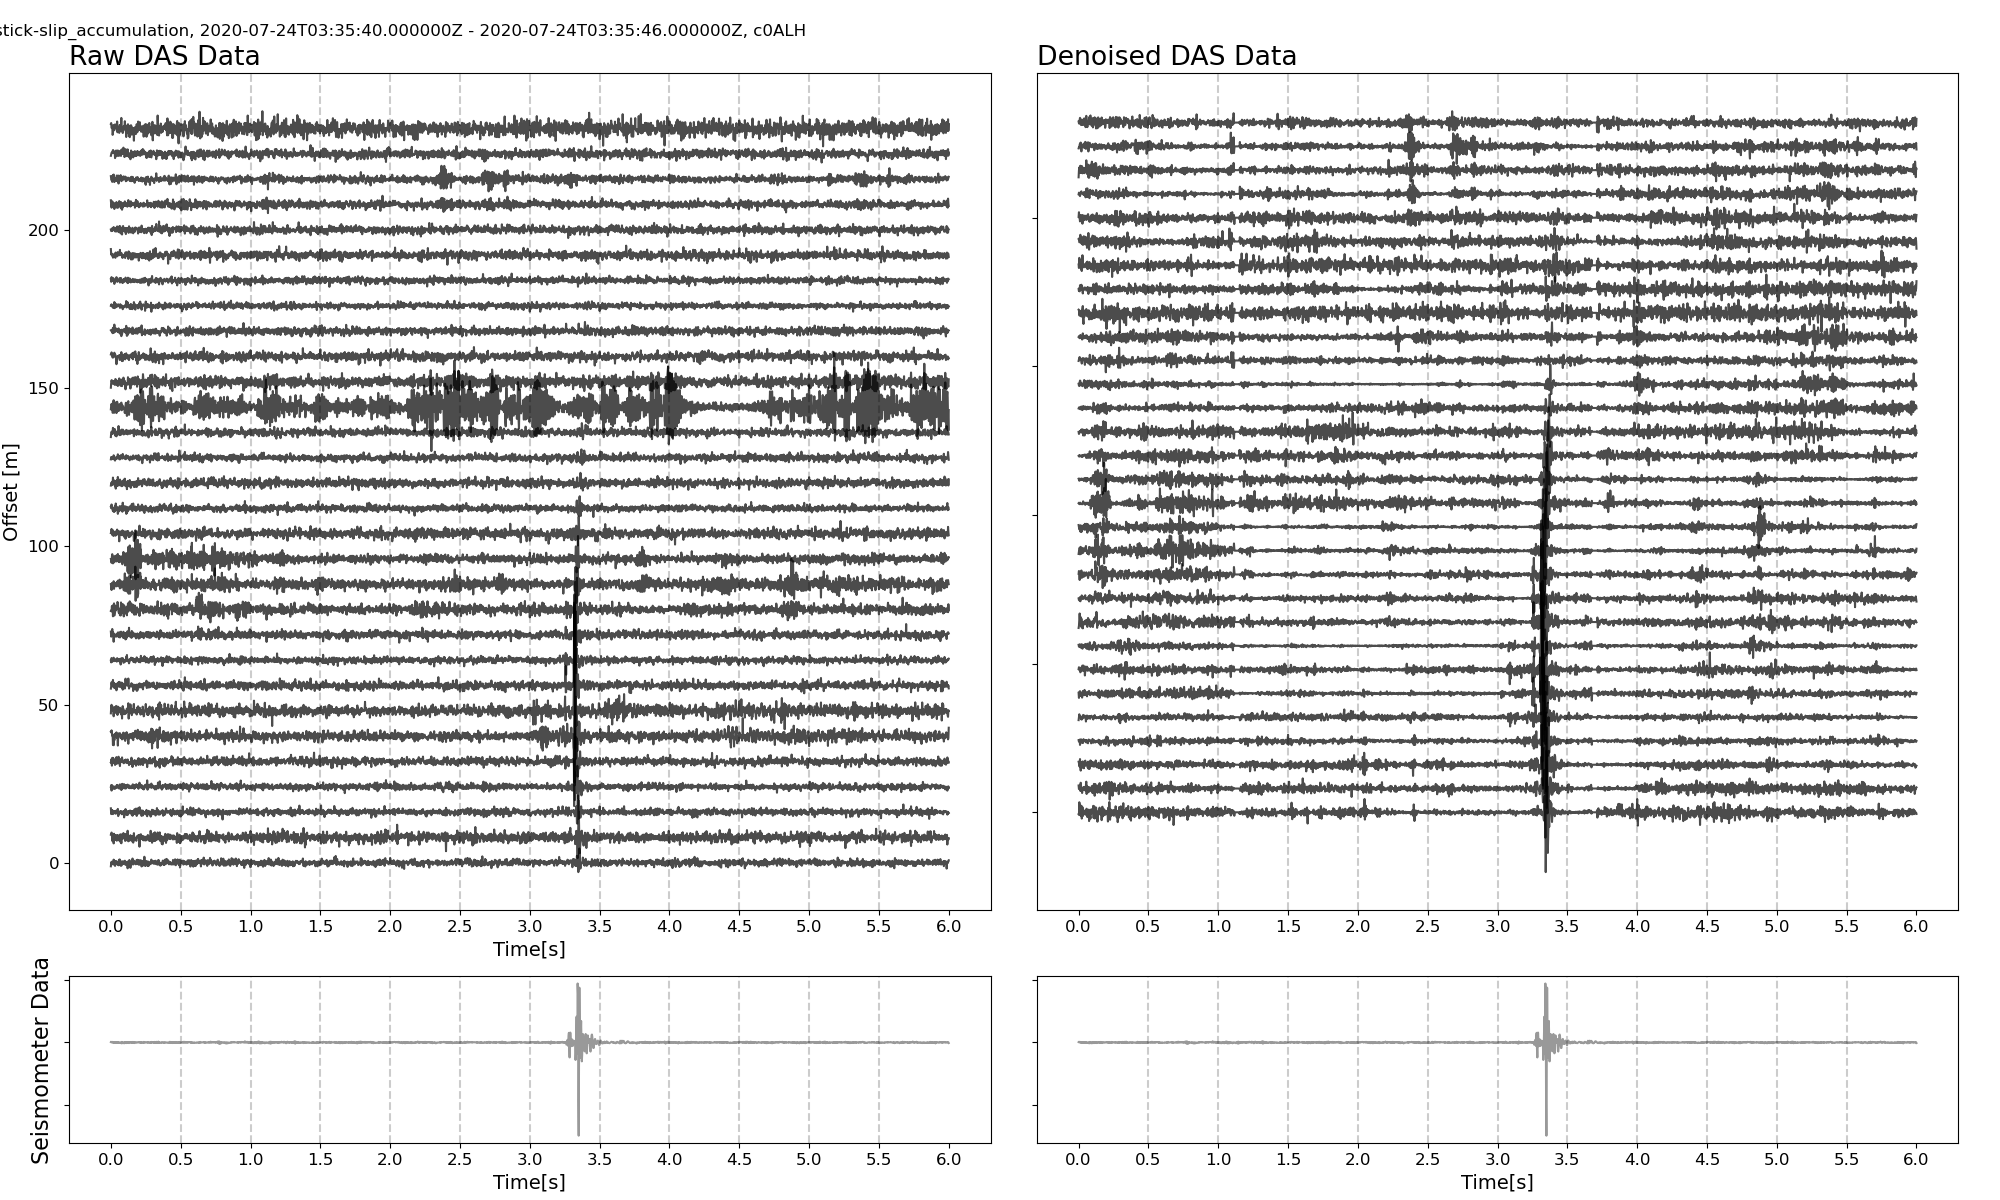 stick-slip_accumulation, 2020-07-24T03:35:40.000000Z - 2020-07-24T03:35:46.000000Z, c0ALH
Raw DAS Data
Denoised DAS Data
Offset [m]
200
150
100
50
0
0.0 0.5 1.0 1.5 2.0 2.5 3.0 3.5 4.0 4.5 5.0 5.5 6.0
Time[s]
0.0 0.5 1.0 1.5 2.0 2.5 3.0 3.5 4.0 4.5 5.0 5.5 6.0
Seismometer Data
0.0 0.5 1.0 1.5 2.0 2.5 3.0 3.5 4.0 4.5 5.0 5.5 6.0
Time[s]
0.0 0.5 1.0 1.5 2.0 2.5 3.0 3.5 4.0 4.5 5.0 5.5 6.0
Time[s]